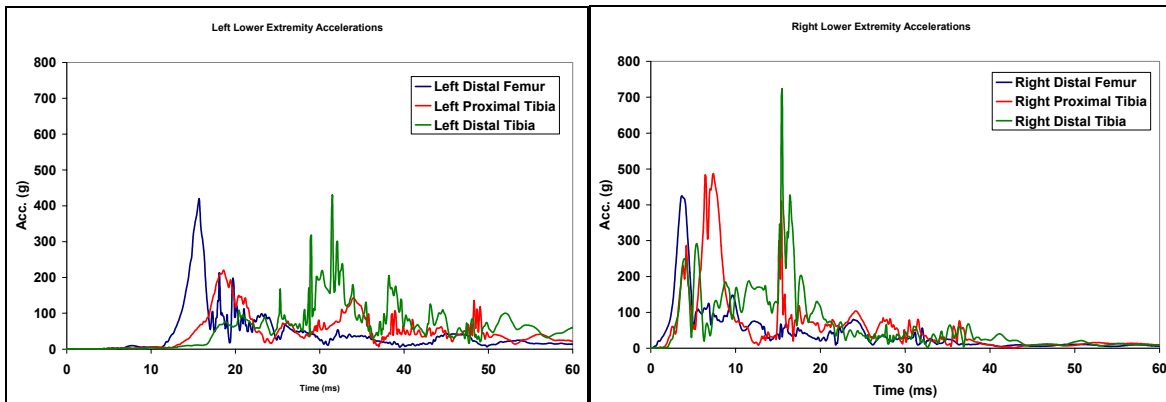 Left Lower Extremity Accelerations
800
700
600
500
400
300
200
100
0
Acc. (g)
Left Distal Femur
Left Proximal Tibia
Left Distal Tibia
0 10 20 30 40 50 60
Time (ms)
Right Lower Extremity Accelerations
800
700
600
500
400
300
200
100
0
Acc. (g)
Right Distal Femur
Right Proximal Tibia
Right Distal Tibia
0 10 20 30 40 50 60
Time (ms)